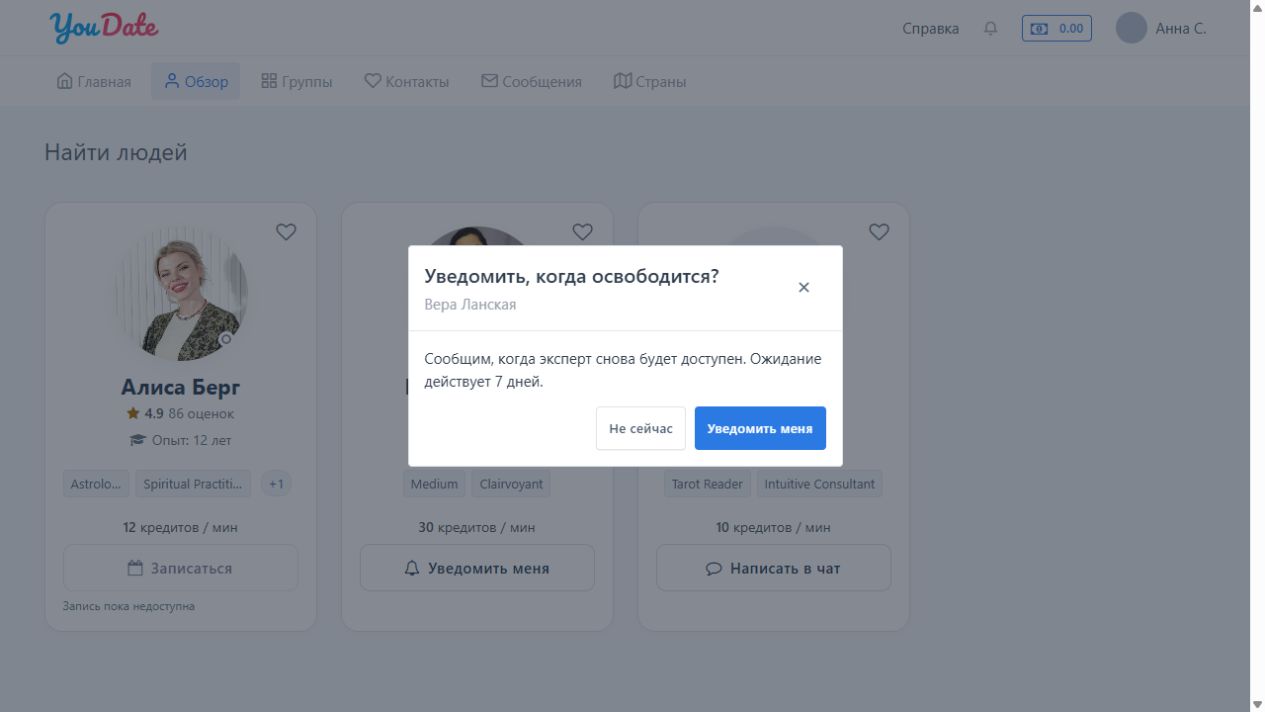 YouDate
Справка
0.00
Анна С.
Главная
Обзор
Группы
Контакты
Сообщения
Страны
Найти людей
Уведомить, когда освободится?
Вера Ланская
Сообщим, когда эксперт снова будет доступен. Ожидание
действует 7 дней.
Не сейчас
Уведомить меня
Алиса Берг
4.9 86 оценок
Опыт: 12 лет
Astrolo...
Spiritual Practiti...
+1
12 кредитов / мин
Записаться
Запись пока недоступна
Medium
Clairvoyant
30 кредитов / мин
Уведомить меня
Tarot Reader
Intuitive Consultant
10 кредитов / мин
Написать в чат